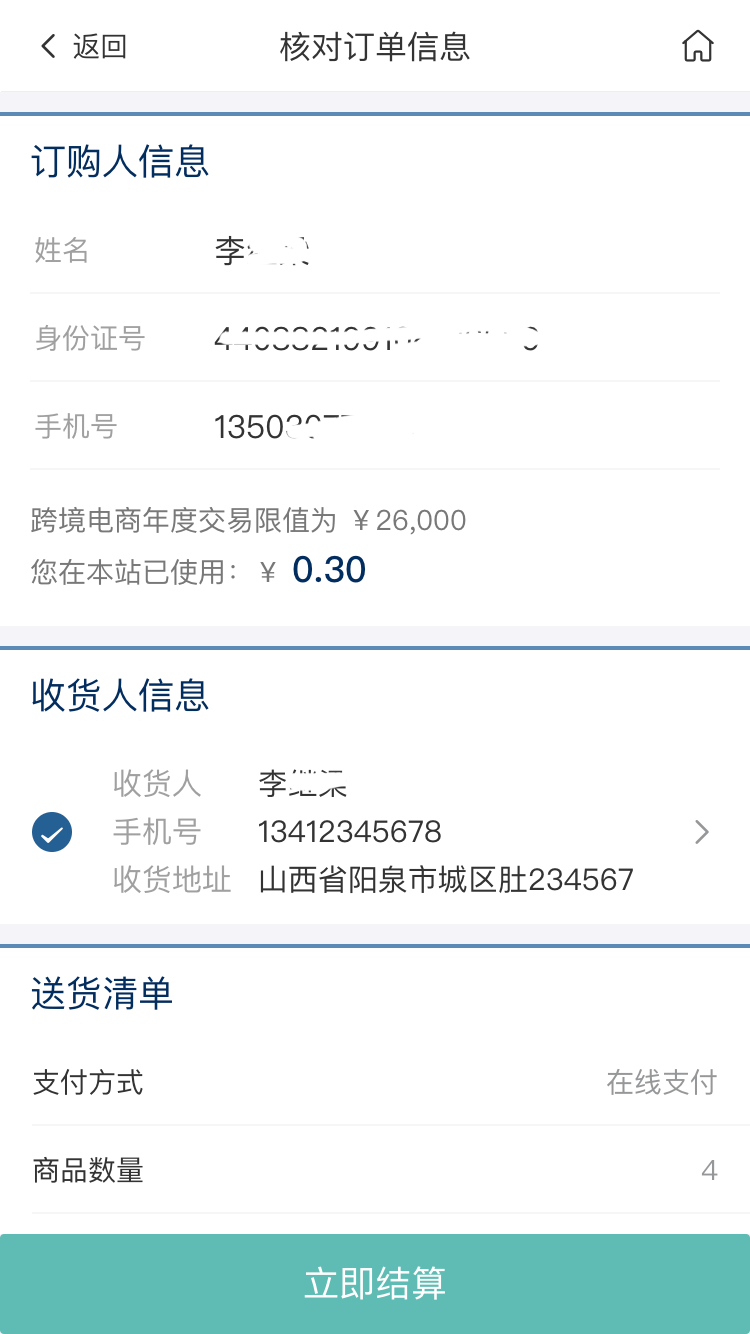 返回
核对订单信息
订购人信息
姓名 李
身份证号
手机号 1350
跨境电商年度交易限值为 ￥26,000
您在本站已使用: ￥ 0.30
收货人信息
收货人 李
手机号 13412345678
收货地址 山西省阳泉市城区肚234567
送货清单
支付方式 在线支付
商品数量 4
立即结算